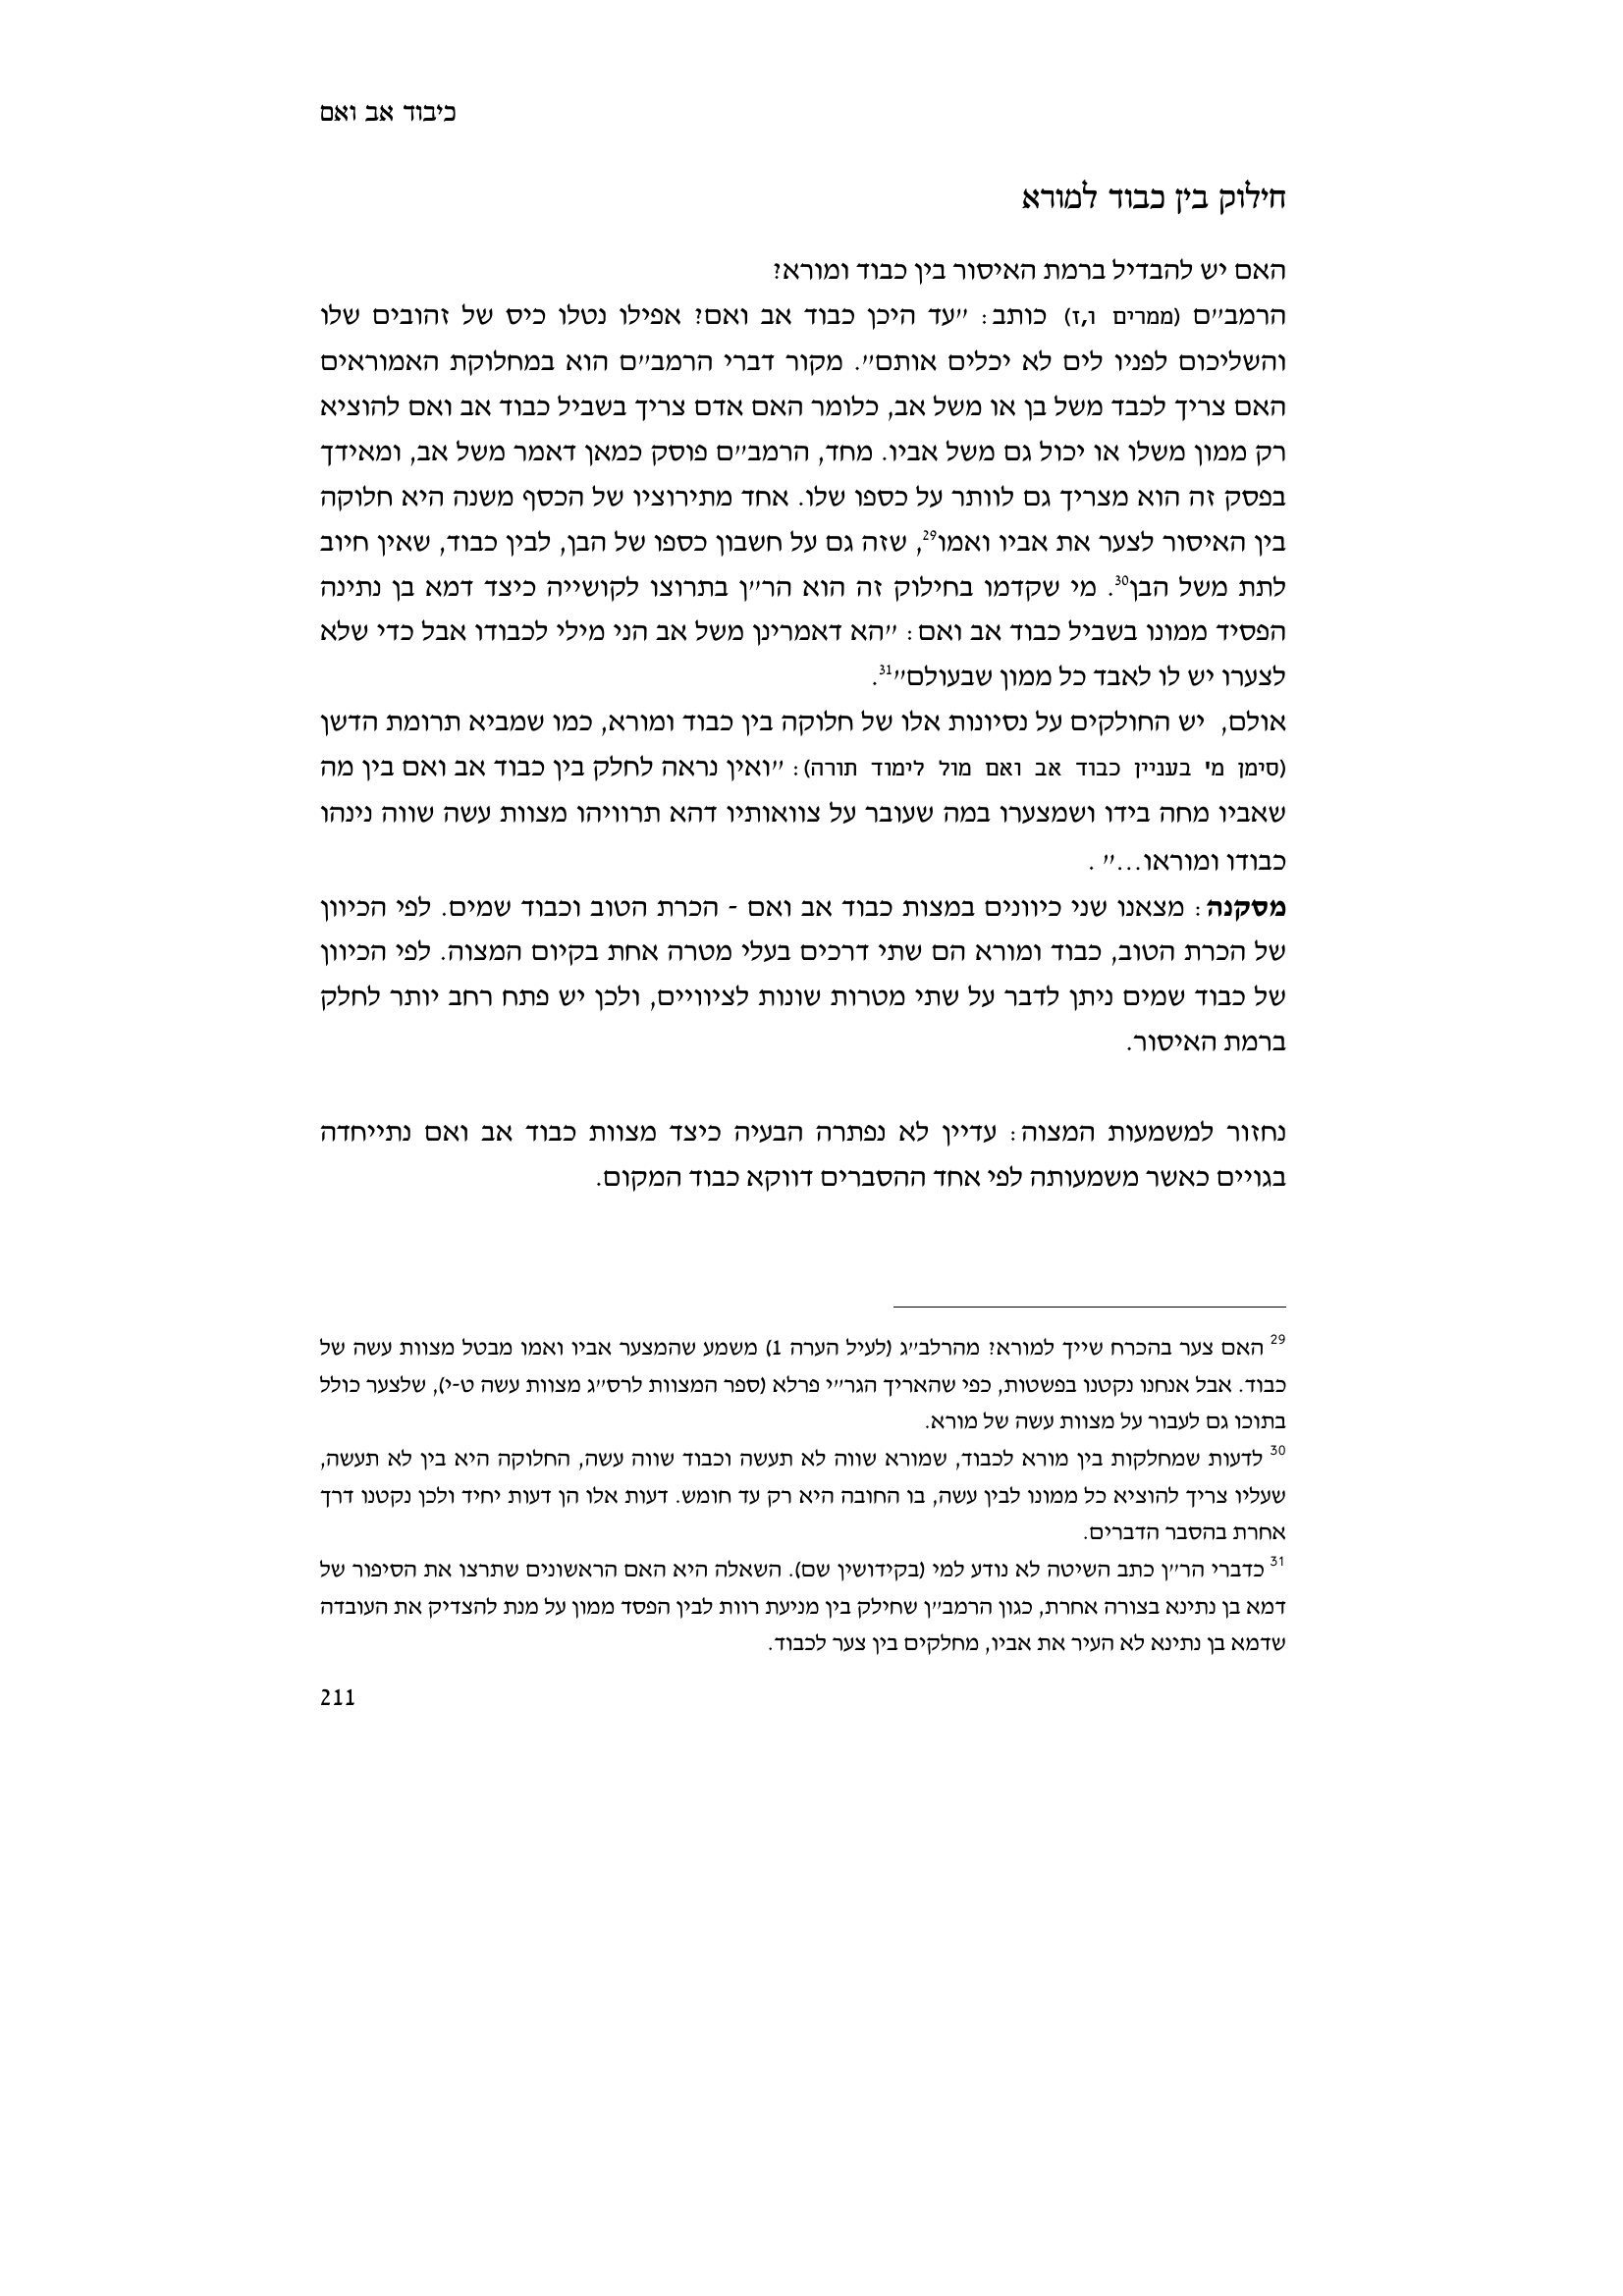 כיבוד אב ואם
חילוק בין כבוד למורא
האם יש להבדיל ברמת האיסור בין כבוד ומורא?
הרמב״ם (ממרים ו,ז) כותב: ״עד היכן כבוד אב ואם? אפילו נטלו כיס של זהובים שלו
והשליכום לפניו לים לא יכלים אותם״. מקור דברי הרמב״ם הוא במחלוקת האמוראים
האם צריך לכבד משל בן או משל אב, כלומר האם אדם צריך בשביל כבוד אב ואם להוציא
רק ממון משלו או יכול גם משל אביו. מחד, הרמב״ם פוסק כמאן דאמר משל אב, ומאידך
בפסק זה הוא מצריך גם לוותר על כספו שלו. אחד מתירוציו של הכסף משנה היא חלוקה
בין האיסור לצער את אביו ואמו29, שזה גם על חשבון כספו של הבן, לבין כבוד, שאין חיוב
לתת משל הבן30. מי שקדמו בחילוק זה הוא הר״ן בתרוצו לקושייה כיצד דמא בן נתינה
הפסיד ממונו בשביל כבוד אב ואם: ״הא דאמרינן משל אב הני מילי לכבודו אבל כדי שלא
לצערו יש לו לאבד כל ממון שבעולם״31.
אולם, יש החולקים על נסיונות אלו של חלוקה בין כבוד ומורא, כמו שמביא תרומת הדשן
(סימן מ' בעניין כבוד אב ואם מול לימוד תורה): ״ואין נראה לחלק בין כבוד אב ואם בין מה
שאביו מחה בידו ושמצערו במה שעובר על צוואותיו דהא תרוויהו מצוות עשה שווה נינהו
כבודו ומוראו...״ .
מסקנה: מצאנו שני כיוונים במצות כבוד אב ואם - הכרת הטוב וכבוד שמים. לפי הכיוון
של הכרת הטוב, כבוד ומורא הם שתי דרכים בעלי מטרה אחת בקיום המצוה. לפי הכיוון
של כבוד שמים ניתן לדבר על שתי מטרות שונות לציוויים, ולכן יש פתח רחב יותר לחלק
ברמת האיסור.
נחזור למשמעות המצוה: עדיין לא נפתרה הבעיה כיצד מצוות כבוד אב ואם נתייחדה
בגויים כאשר משמעותה לפי אחד ההסברים דווקא כבוד המקום.
29 האם צער בהכרח שייך למורא? מהרלב״ג (לעיל הערה 1) משמע שהמצער אביו ואמו מבטל מצוות עשה של
כבוד. אבל אנחנו נקטנו בפשטות, כפי שהאריך הגר״י פרלא (ספר המצוות לרס״ג מצוות עשה ט-י), שלצער כולל
בתוכו גם לעבור על מצוות עשה של מורא.
30 לדעות שמחלקות בין מורא לכבוד, שמורא שווה לא תעשה וכבוד שווה עשה, החלוקה היא בין לא תעשה,
שעליו צריך להוציא כל ממונו לבין עשה, בו החובה היא רק עד חומש. דעות אלו הן דעות יחיד ולכן נקטנו דרך
אחרת בהסבר הדברים.
31 כדברי הר״ן כתב השיטה לא נודע למי (בקידושין שם). השאלה היא האם הראשונים שתרצו את הסיפור של
דמא בן נתינא בצורה אחרת, כגון הרמב״ן שחילק בין מניעת רוות לבין הפסד ממון על מנת להצדיק את העובדה
שדמא בן נתינא לא העיר את אביו, מחלקים בין צער לכבוד.
211